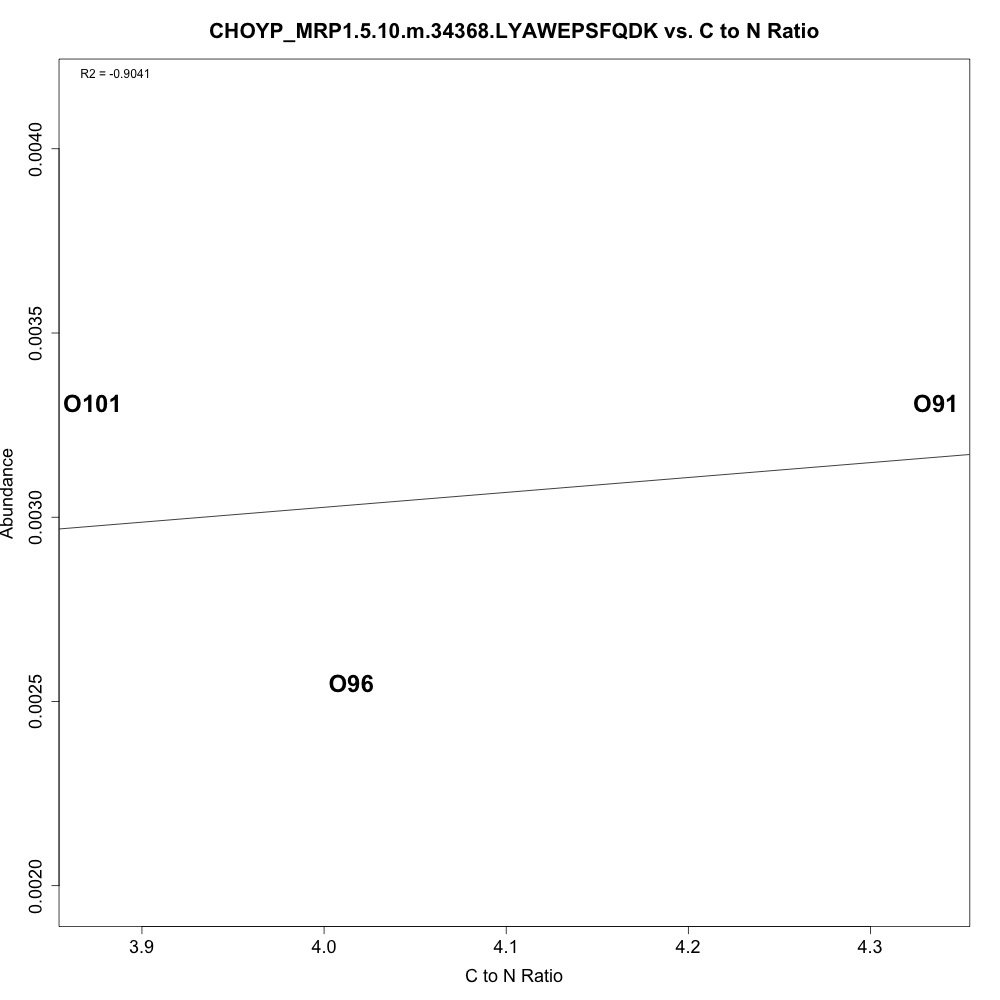 CHOYP_MRP1.5.10.m.34368.LYAWEPSFQDK vs. C to N Ratio
R2 = -0.9041
0.0040
0.0035
O101
O91
Abundance
0.0030
O96
0.0025
0.0020
3.9 4.0 4.1 4.2 4.3
C to N Ratio